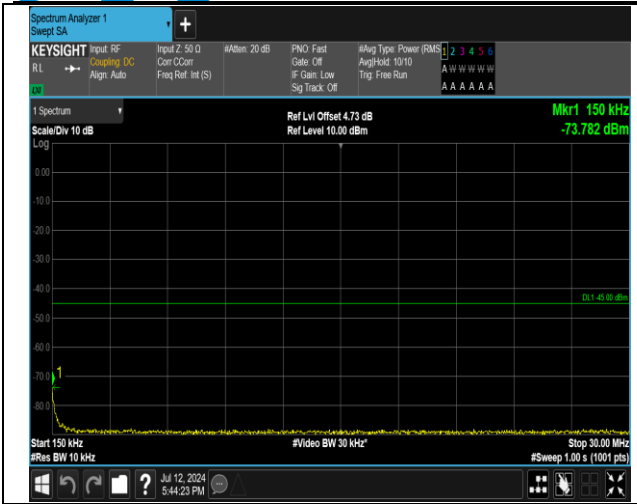 Spectrum Analyzer 1
Swept SA
KEYSIGHT
RL
LNI
Input: RF
Coupling: DC
Align: Auto
Input Z: 50 Ω
Corr CCorr
Freq Ref: Int (S)
#Atten: 20 dB
PNO: Fast
Gate: Off
IF Gain: Low
Sig Track: Off
#Avg Type: Power (RMS
Avg|Hold: 10/10
Trig: Free Run
1 2 3 4 5 6
A W W W W W
A A A A A A
1 Spectrum
Scale/Div 10 dB
Log
Ref Lvl Offset 4.73 dB
Ref Level 10.00 dBm
Mkr1 150 kHz
-73.782 dBm
0.00
-10.0
-20.0
-30.0
-40.0
DL1 -45.00 dBm
-50.0
-60.0
-70.0
1
-80.0
Start 150 kHz
#Video BW 30 kHz*
Stop 30.00 MHz
#Res BW 10 kHz
#Sweep 1.00 s (1001 pts)
?
Jul 12, 2024
5:44:23 PM